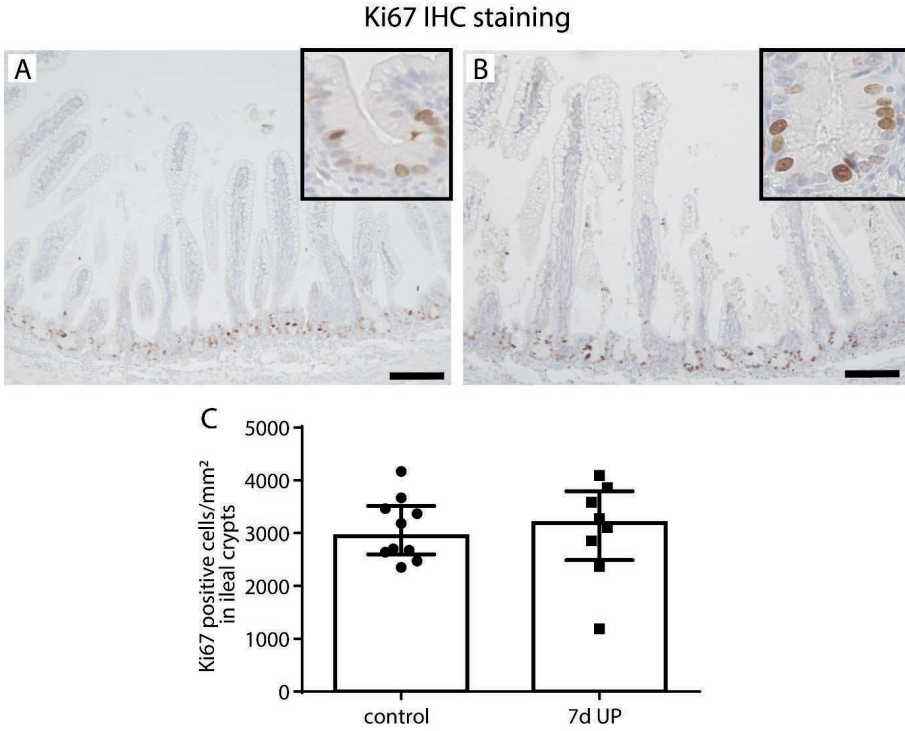 Ki67 IHC staining
A
B
C
Ki67 positive cells/mm²
in ileal crypts
5000
4000
3000
2000
1000
0
control
7d UP